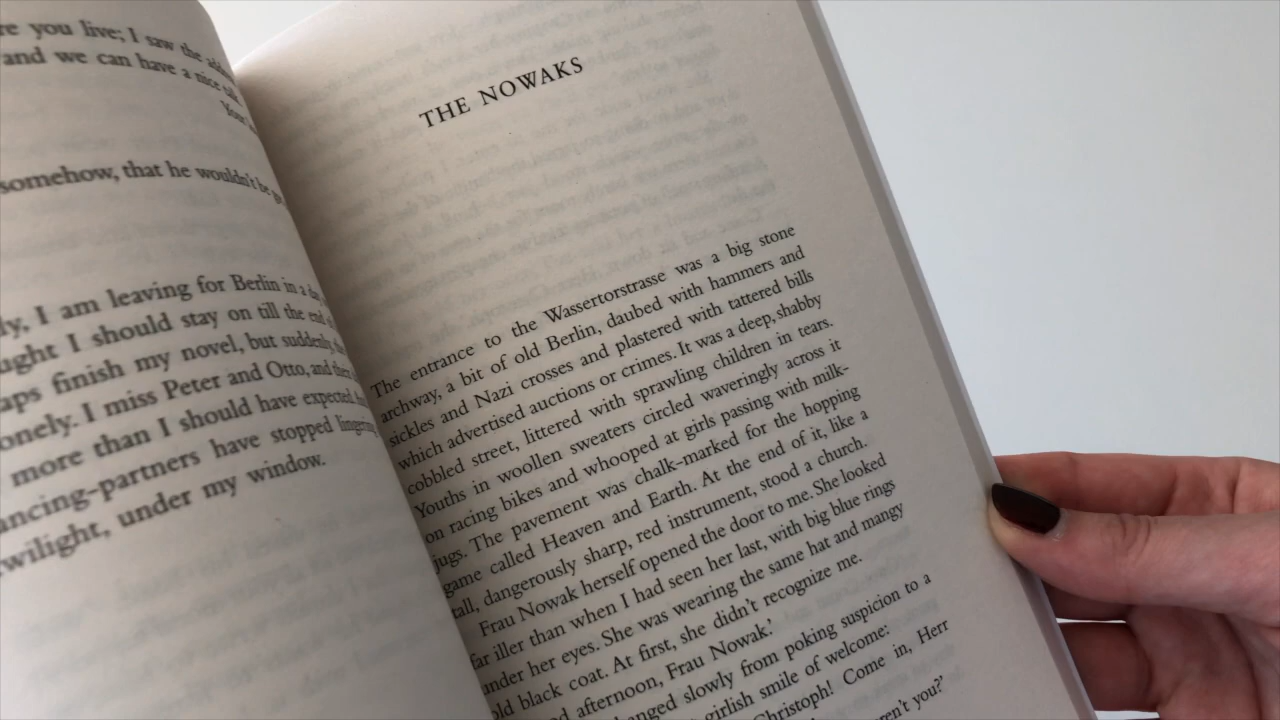 re you live; I saw the
and we can have a nice
somehow, that he wouldn't be
ly, I am leaving for Berlin in a
ught I should stay on till the end
aps finish my novel, but suddenly,
onely. I miss Peter and Otto, and
more than I should have expected,
ancing-partners have stopped lingering
wilight, under my window.
THE NOWAKS
The entrance to the Wassertorstrasse was a big stone
archway, a bit of old Berlin, daubed with hammers and
sickles and Nazi crosses and plastered with tattered bills
which advertised auctions or crimes. It was a deep, shabby
cobbled street, littered with sprawling children in tears.
Youths in woollen sweaters circled waveringly across it
on racing bikes and whooped at girls passing with milk-
jugs. The pavement was chalk-marked for the hopping
game called Heaven and Earth. At the end of it, like a
tall, dangerously sharp, red instrument, stood a church.
Frau Nowak herself opened the door to me. She looked
far iller than when I had seen her last, with big blue rings
under her eyes. She was wearing the same hat and mangy
old black coat. At first, she didn't recognize me.
d afternoon, Frau Nowak.'
hanged slowly from poking suspicion to a
girlish smile of welcome:
Christoph! Come in, Herr
aren't you?'